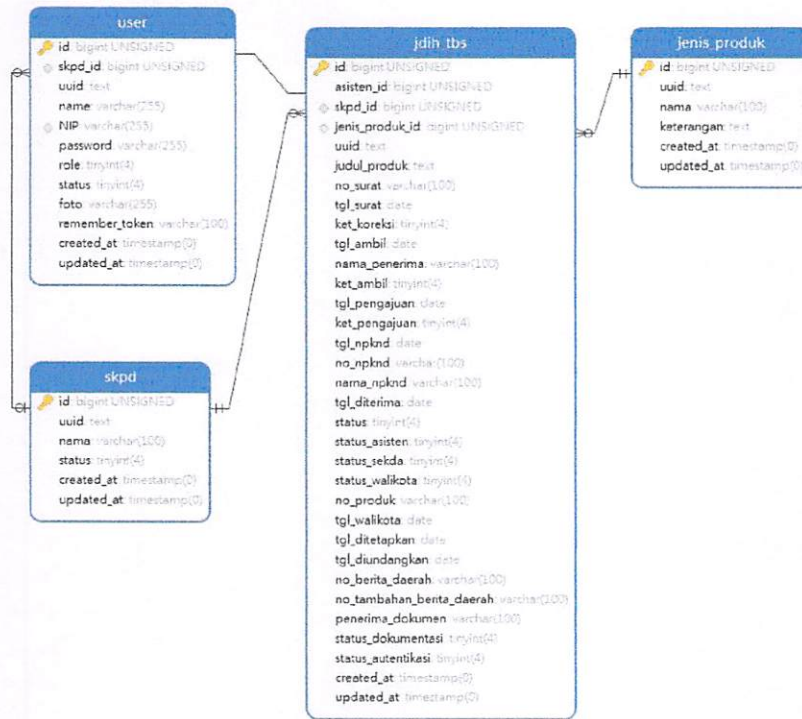 user
id: bigint UNSIGNED
skpd_id: bigint UNSIGNED
uuid: text
name: varchar(255)
NIP: varchar(255)
password: varchar(255)
role: tinyint(4)
status: tinyint(4)
foto: varchar(255)
remember_token: varchar(100)
created_at: timestamp(0)
updated_at: timestamp(0)
skpd
id: bigint UNSIGNED
uuid: text
nama: varchar(100)
status: tinyint(4)
created_at: timestamp(0)
updated_at: timestamp(0)
jdih_tbs
id: bigint UNSIGNED
asisten_id: bigint UNSIGNED
skpd_id: bigint UNSIGNED
jenis_produk_id: bigint UNSIGNED
uuid: text
judul_produk: text
no_surat: varchar(100)
tgl_surat: date
ket_koreksi: tinyint(4)
tgl_ambil: date
nama_penerima: varchar(100)
ket_ambil: tinyint(4)
tgl_pengajuan: date
ket_pengajuan: tinyint(4)
tgl_npknd: date
no_npknd: varchar(100)
nama_npknd: varchar(100)
tgl_diterima: date
status: tinyint(4)
status_asisten: tinyint(4)
status_sekda: tinyint(4)
status_walikota: tinyint(4)
no_produk: varchar(100)
tgl_walikota: date
tgl_ditetapkan: date
tgl_diundangkan: date
no_berita_daerah: varchar(100)
no_tambahan_berita_daerah: varchar(100)
penerima_dokumen: varchar(100)
status_dokumentasi: tinyint(4)
status_autentikasi: tinyint(4)
created_at: timestamp(0)
updated_at: timestamp(0)
jenis_produk
id: bigint UNSIGNED
uuid: text
nama: varchar(100)
keterangan: text
created_at: timestamp(0)
updated_at: timestamp(0)